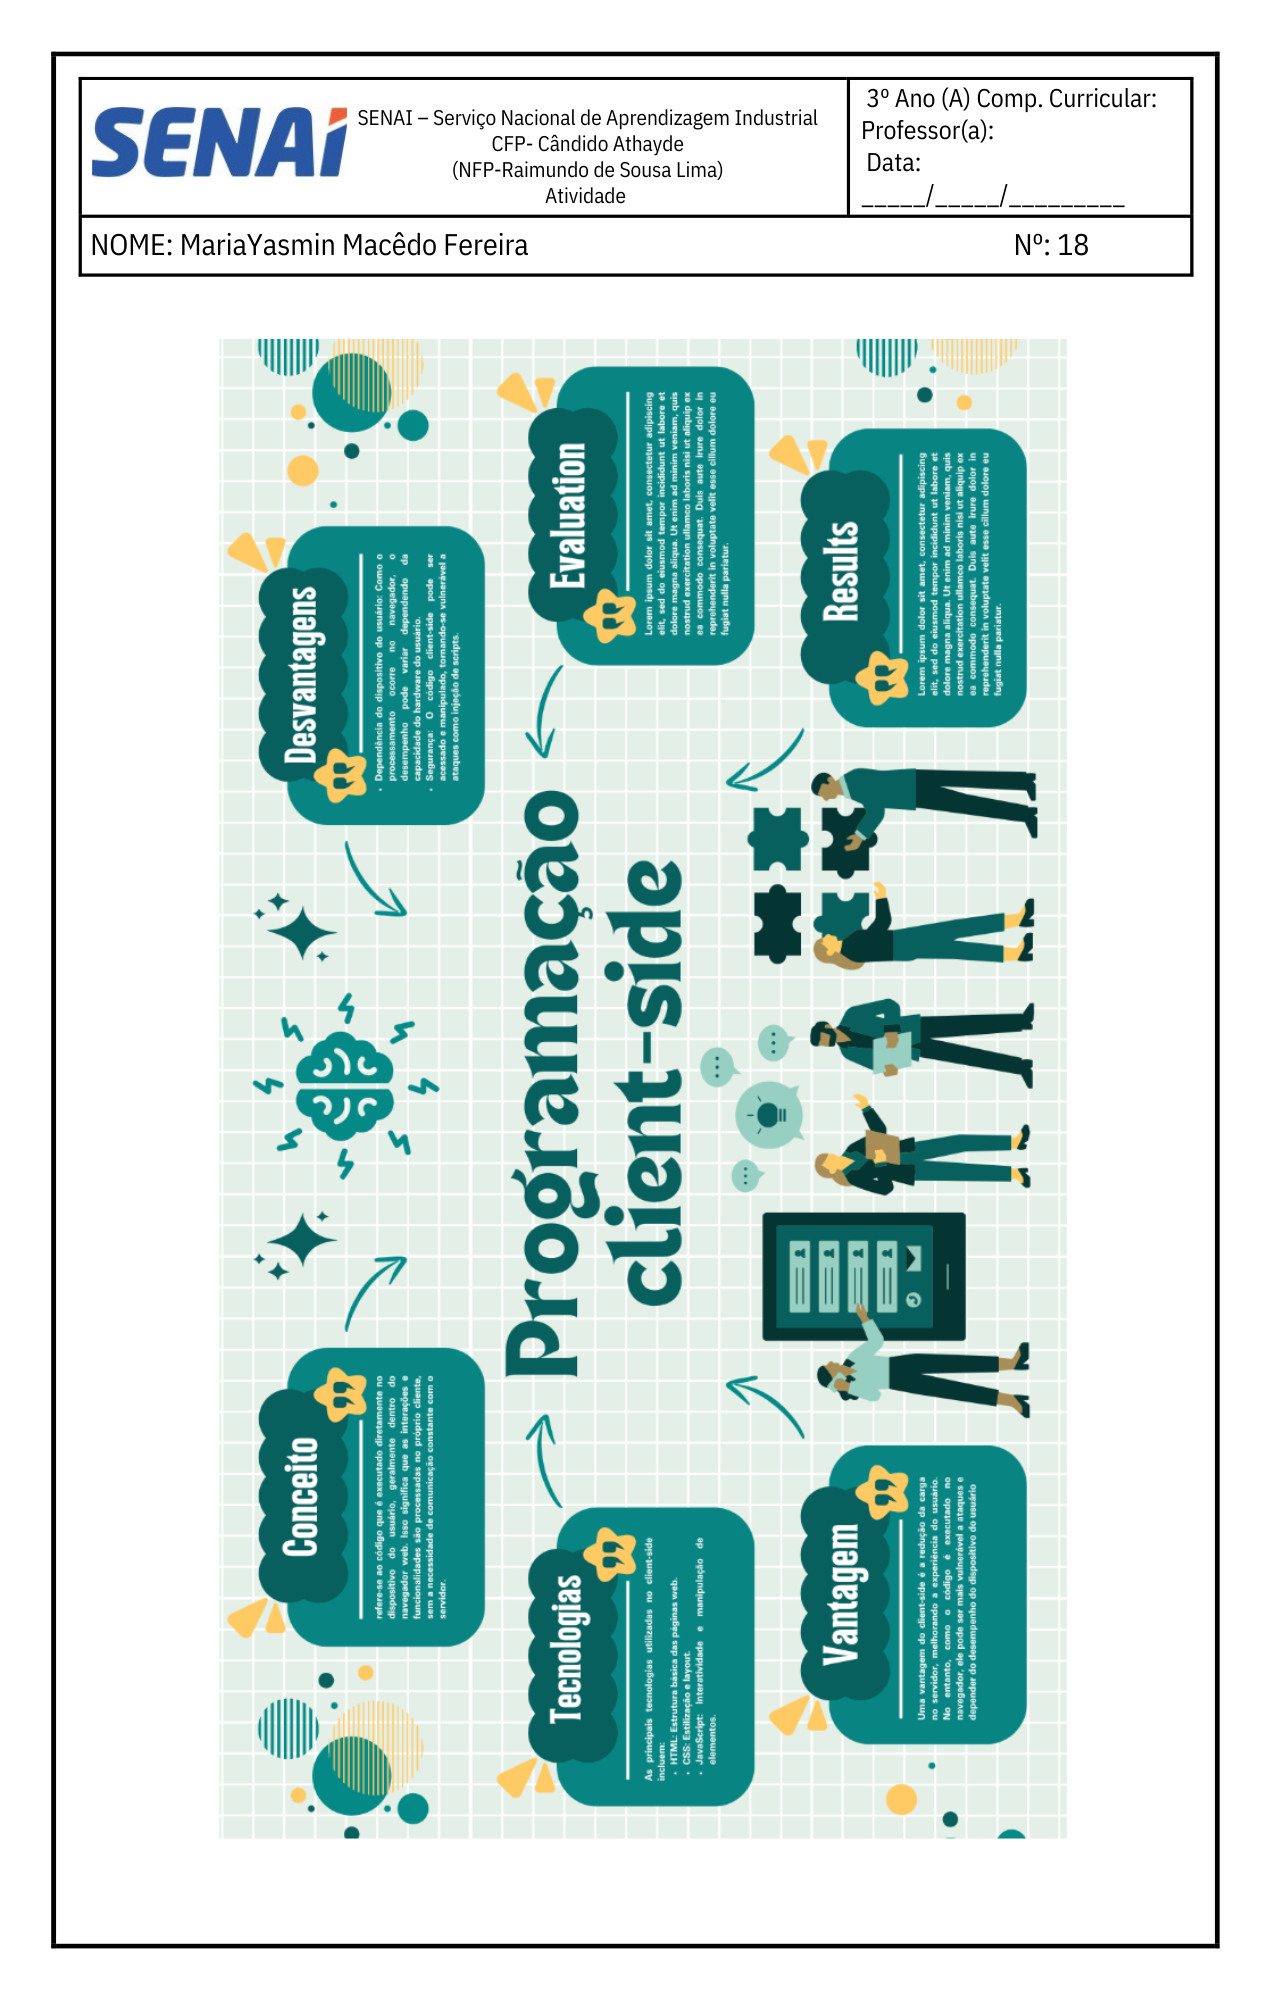 SENAI
SENAI – Serviço Nacional de Aprendizagem Industrial
CFP- Cândido Athayde
(NFP-Raimundo de Sousa Lima)
Atividade
3º Ano (A) Comp. Curricular:
Professor(a):
Data:
_____/_____/_________
NOME: MariaYasmin Macêdo Fereira
Nº: 18
Programação
client-side
Conceito
refere-se ao código que é executado diretamente no
dispositivo do usuário, geralmente dentro do
navegador web. Isso significa que as interações e
funcionalidades são processadas no próprio cliente,
sem a necessidade de comunicação constante com o
servidor.
Desvantagens
• Dependência do dispositivo do usuário: Como o
processamento ocorre no navegador, o
desempenho pode variar dependendo da
capacidade do hardware do usuário.
• Segurança: O código client-side pode ser
acessado e manipulado, tornando-se vulnerável a
ataques como injeção de scripts.
Tecnologias
As principais tecnologias utilizadas no client-side
incluem:
• HTML: Estrutura básica das páginas web.
• CSS: Estilização e layout.
• JavaScript: Interatividade e manipulação de
elementos.
Evaluation
Lorem ipsum dolor sit amet, consectetur adipiscing
elit, sed do eiusmod tempor incididunt ut labore et
dolore magna aliqua. Ut enim ad minim veniam, quis
nostrud exercitation ullamco laboris nisi ut aliquip ex
ea commodo consequat. Duis aute irure dolor in
reprehenderit in voluptate velit esse cillum dolore eu
fugiat nulla pariatur.
Vantagem
Uma vantagem do client-side é a redução da carga
no servidor, melhorando a experiência do usuário.
No entanto, como o código é executado no
navegador, ele pode ser mais vulnerável a ataques e
depender do desempenho do dispositivo do usuário
Results
Lorem ipsum dolor sit amet, consectetur adipiscing
elit, sed do eiusmod tempor incididunt ut labore et
dolore magna aliqua. Ut enim ad minim veniam, quis
nostrud exercitation ullamco laboris nisi ut aliquip ex
ea commodo consequat. Duis aute irure dolor in
reprehenderit in voluptate velit esse cillum dolore eu
fugiat nulla pariatur.